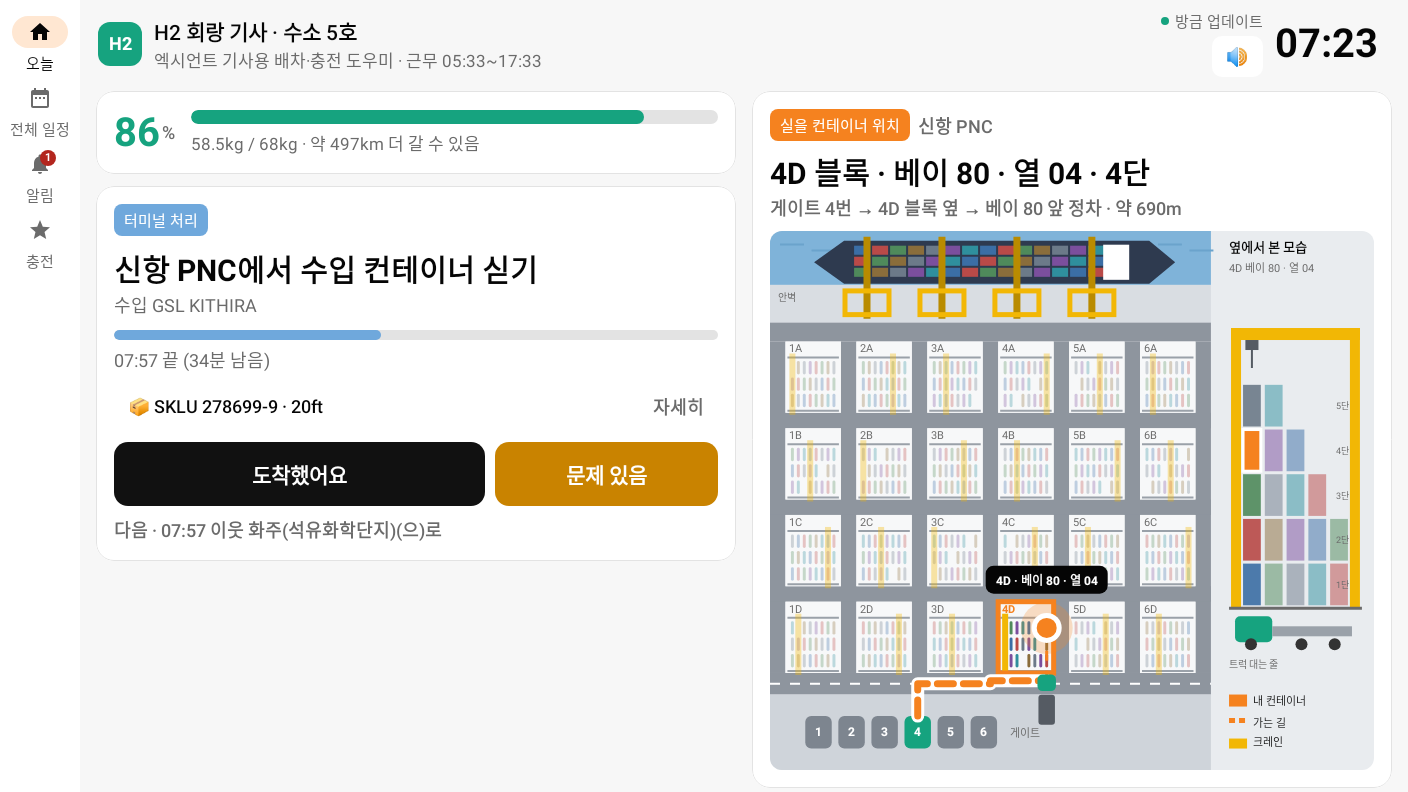 오늘
전체 일정
1
알림
충전
H2
H2 회랑 기사 · 수소 5호
엑시언트 기사용 배차·충전 도우미 · 근무 05:33~17:33
방금 업데이트
07:23
86%
58.5kg / 68kg · 약 497km 더 갈 수 있음
터미널 처리
신항 PNC에서 수입 컨테이너 싣기
수입 GSL KITHIRA
07:57 끝 (34분 남음)
SKLU 278699-9 · 20ft
자세히
도착했어요
문제 있음
다음 · 07:57 이웃 화주(석유화학단지)(으)로
실을 컨테이너 위치
신항 PNC
4D 블록 · 베이 80 · 열 04 · 4단
게이트 4번 → 4D 블록 옆 → 베이 80 앞 정차 · 약 690m
안벽
1A 2A 3A 4A 5A 6A
1B 2B 3B 4B 5B 6B
1C 2C 3C 4C 5C 6C
4D · 베이 80 · 열 04
1D 2D 3D 4D 5D 6D
1 2 3 4 5 6 게이트
옆에서 본 모습
4D 베이 80 · 열 04
5단
4단
3단
2단
1단
트럭 대는 줄
내 컨테이너
가는 길
크레인